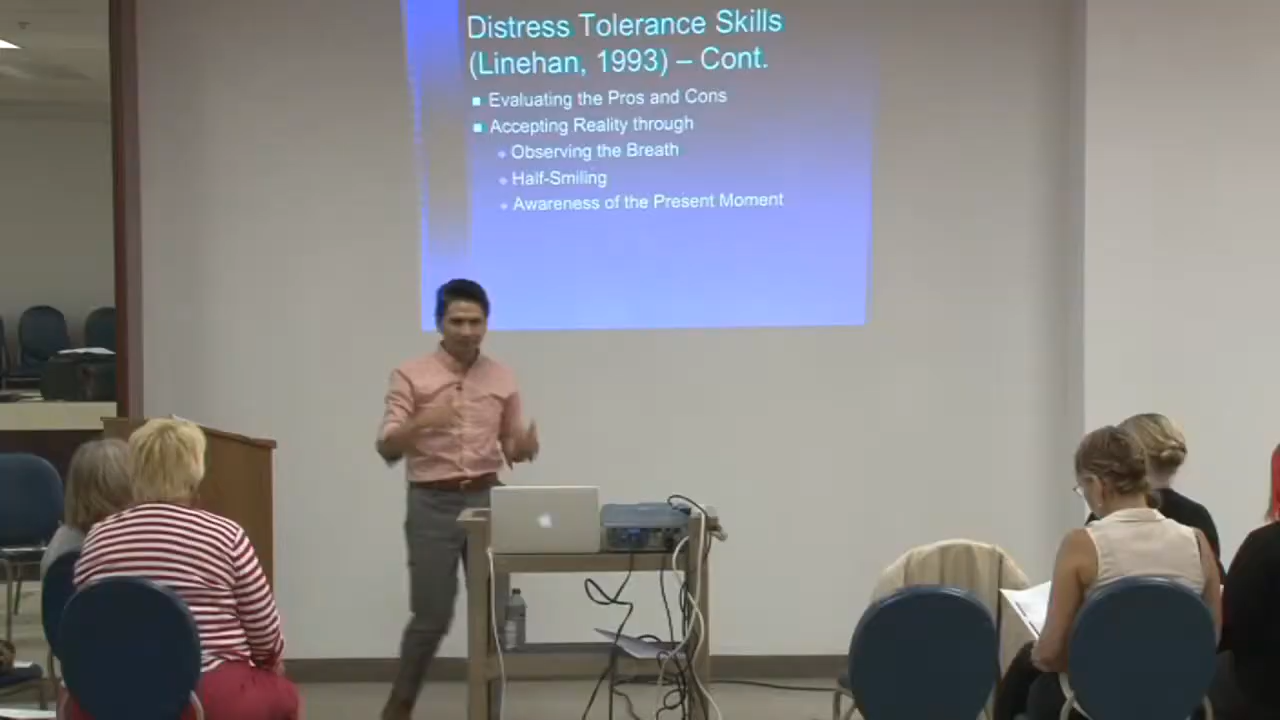 Distress Tolerance Skills
(Linehan, 1993) – Cont.
Evaluating the Pros and Cons
Accepting Reality through
Observing the Breath
Half-Smiling
Awareness of the Present Moment